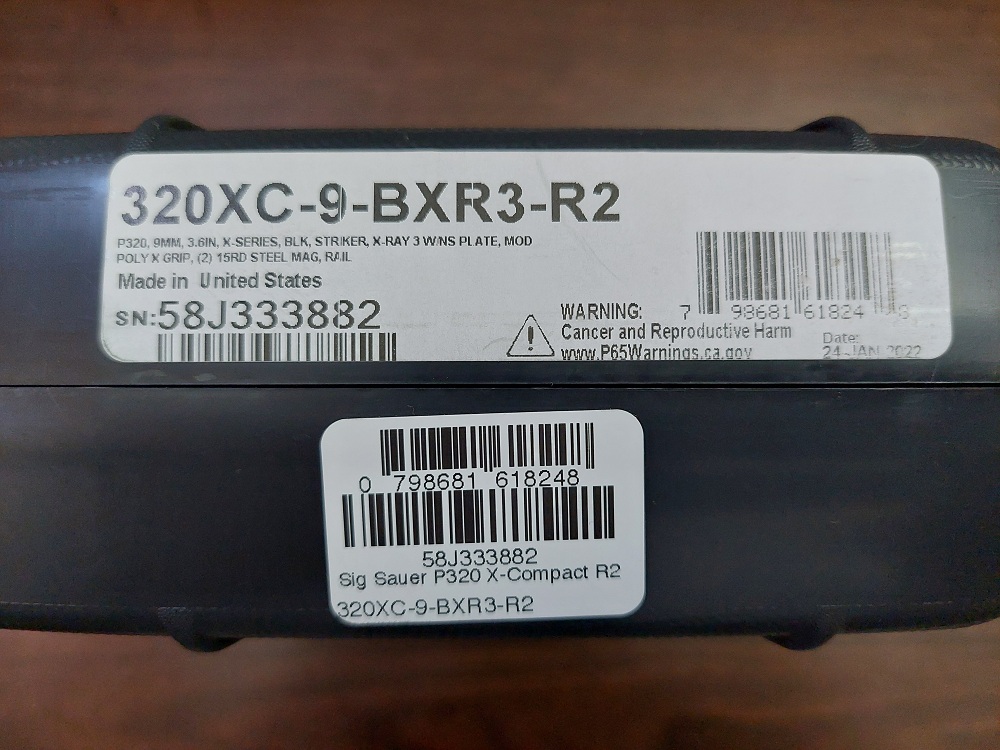 320XC-9-BXR3-R2
P320, 9MM, 3.6IN, X-SERIES, BLK, STRIKER, X-RAY 3 W/NS PLATE, MOD
POLY X GRIP, (2) 15RD STEEL MAG, RAIL
Made in United States
SN:58J333882
WARNING:
Cancer and Reproductive Harm
www.P65Warnings.ca.gov
7 98681 61824 8
Date:
24-JAN 2022
0 798681 618248
58J333882
Sig Sauer P320 X-Compact R2
320XC-9-BXR3-R2